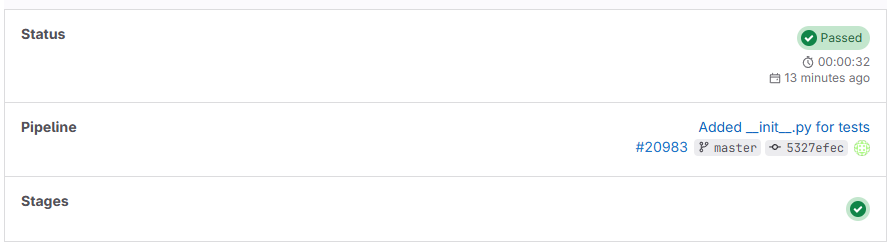 Status
Passed
00:00:32
13 minutes ago
Pipeline
Added __init__.py for tests
#20983 master 5327efec
Stages